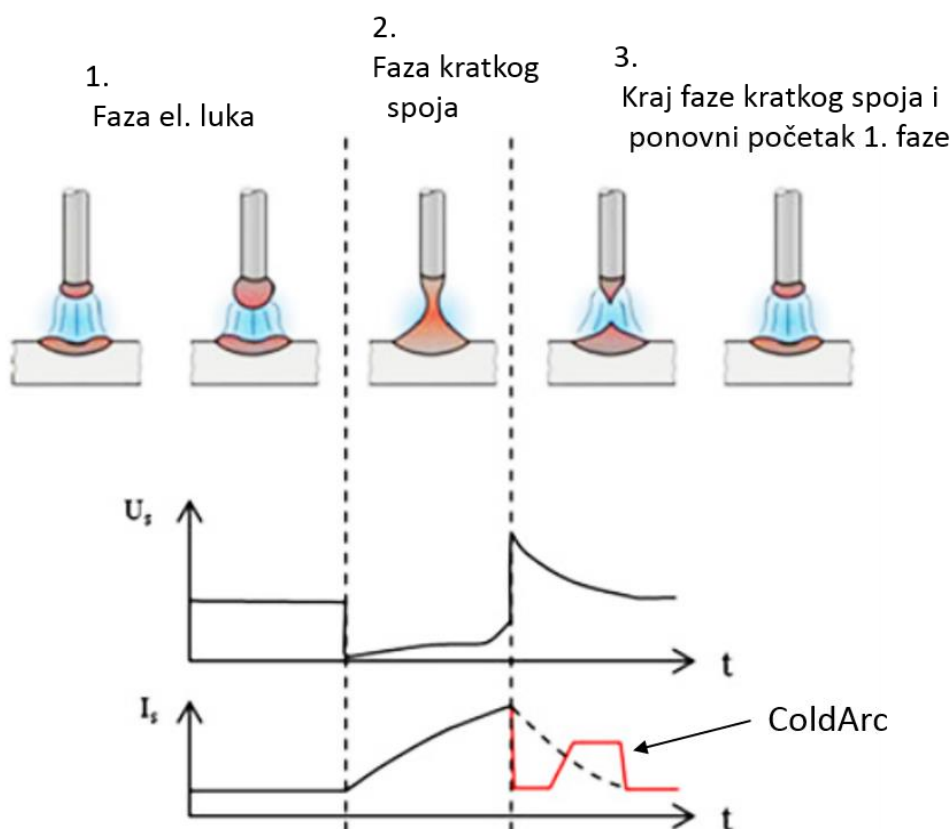 1.
Faza el. luka
2.
Faza kratkog
spoja
3.
Kraj faze kratkog spoja i
ponovni početak 1. faze
Us
t
Is
ColdArc
t